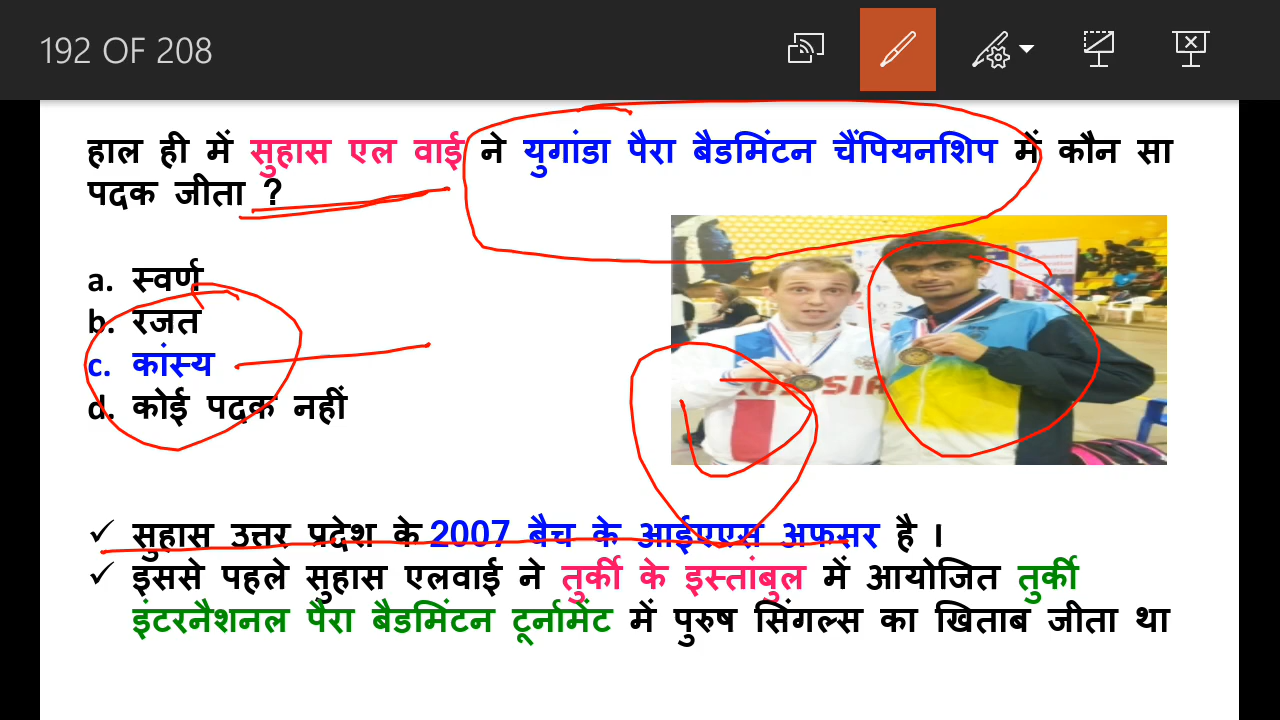 192 OF 208
हाल ही में सुहास एल वाई ने युगांडा पैरा बैडमिंटन चैंपियनशिप में कौन सा
पदक जीता ?
a. स्वर्ण
b. रजत
c. कांस्य
d. कोई पदक नहीं
RUSSIA
✓ सुहास उत्तर प्रदेश के 2007 बैच के आईएएस अफसर है ।
✓ इससे पहले सुहास एलवाई ने तुर्की के इस्तांबुल में आयोजित तुर्की
इंटरनैशनल पैरा बैडमिंटन टूर्नामेंट में पुरुष सिंगल्स का खिताब जीता था